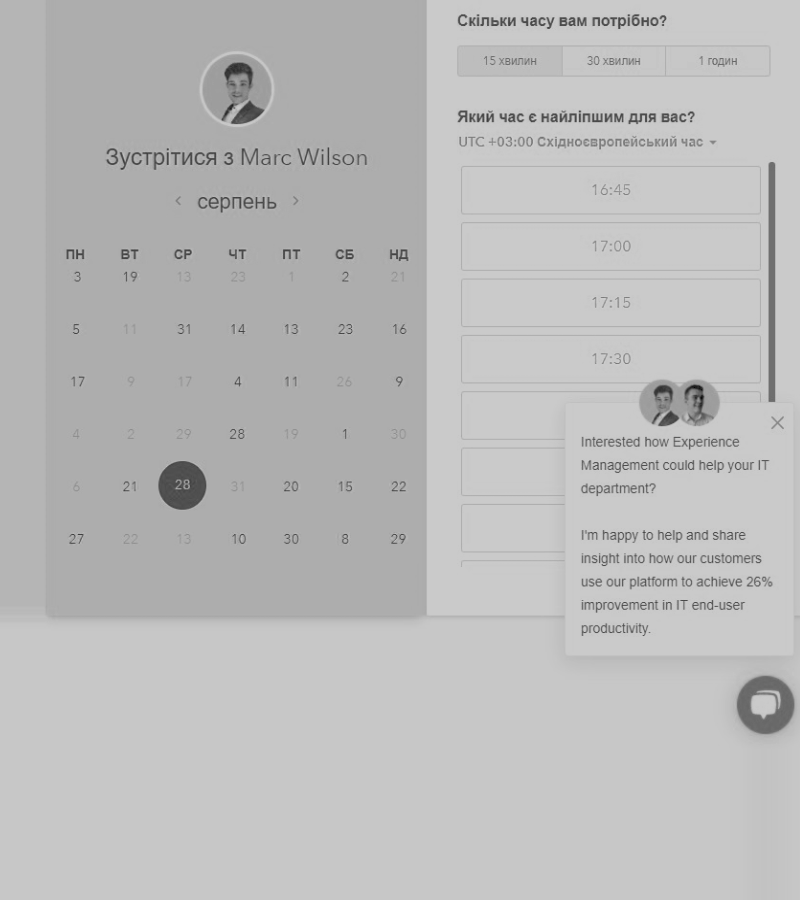 Зустрітися з Marc Wilson
серпень
ПН ВТ СР ЧТ ПТ СБ НД
3 19 13 23 1 2 21
5 11 31 14 13 23 16
17 9 17 4 11 26 9
4 2 29 28 19 1 30
6 21 28 31 20 15 22
27 22 13 10 30 8 29
Скільки часу вам потрібно?
15 хвилин 30 хвилин 1 годин
Який час є найліпшим для вас?
UTC +03:00 Східноєвропейський час
16:45
17:00
17:15
17:30
Interested how Experience
Management could help your IT
department?
I'm happy to help and share
insight into how our customers
use our platform to achieve 26%
improvement in IT end-user
productivity.